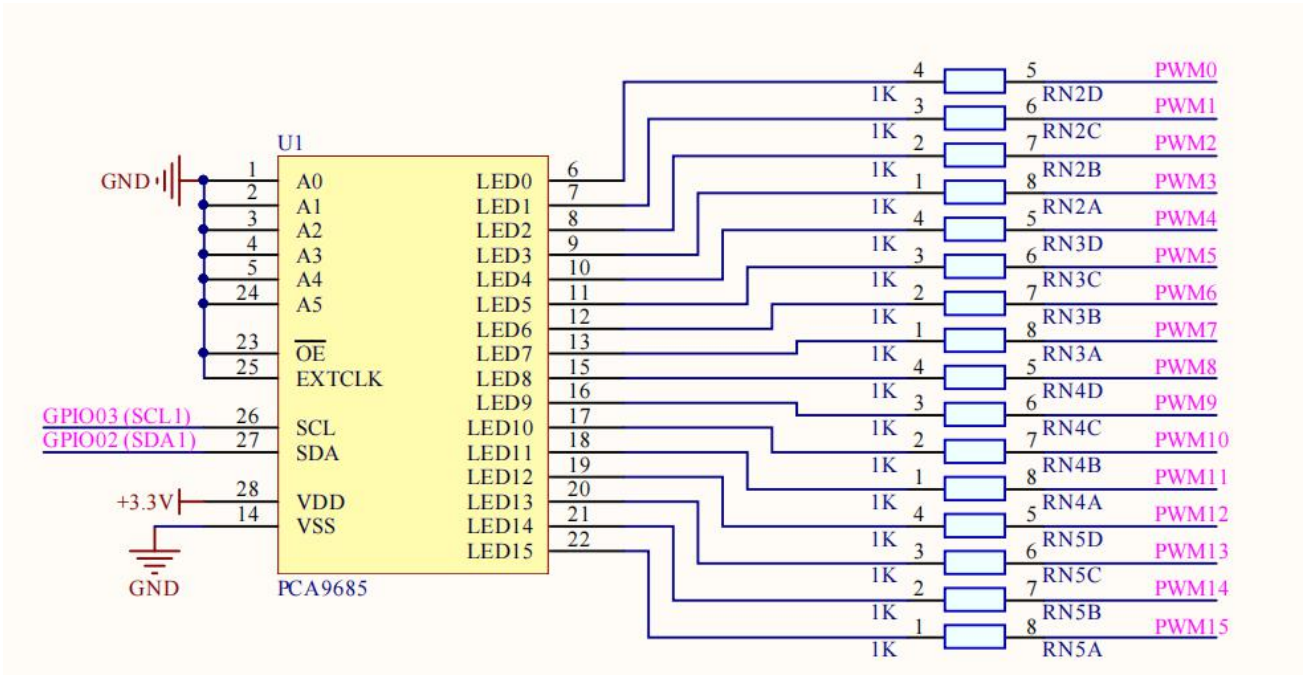 4 5 PWM0
1K RN2D
3 6 PWM1
1K RN2C
2 7 PWM2
1K RN2B
1 8 PWM3
1K RN2A
4 5 PWM4
1K RN3D
3 6 PWM5
1K RN3C
2 7 PWM6
1K RN3B
1 8 PWM7
1K RN3A
4 5 PWM8
1K RN4D
3 6 PWM9
1K RN4C
2 7 PWM10
1K RN4B
1 8 PWM11
1K RN4A
4 5 PWM12
1K RN5D
3 6 PWM13
1K RN5C
2 7 PWM14
1K RN5B
1 8 PWM15
1K RN5A
U1
GND 1 A0 LED0 6
2 A1 LED1 7
3 A2 LED2 8
4 A3 LED3 9
5 A4 LED4 10
24 A5 LED5 11
LED6 12
23 OE LED7 13
25 EXTCLK LED8 15
LED9 16
GPIO03 (SCL1) 26 SCL LED10 17
GPIO02 (SDA1) 27 SDA LED11 18
LED12 19
+3.3V 28 VDD LED13 20
14 VSS LED14 21
LED15 22
GND
PCA9685